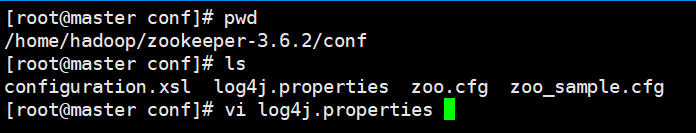 [root@master conf]# pwd
/home/hadoop/zookeeper-3.6.2/conf
[root@master conf]# ls
configuration.xsl  log4j.properties  zoo.cfg  zoo_sample.cfg
[root@master conf]# vi log4j.properties